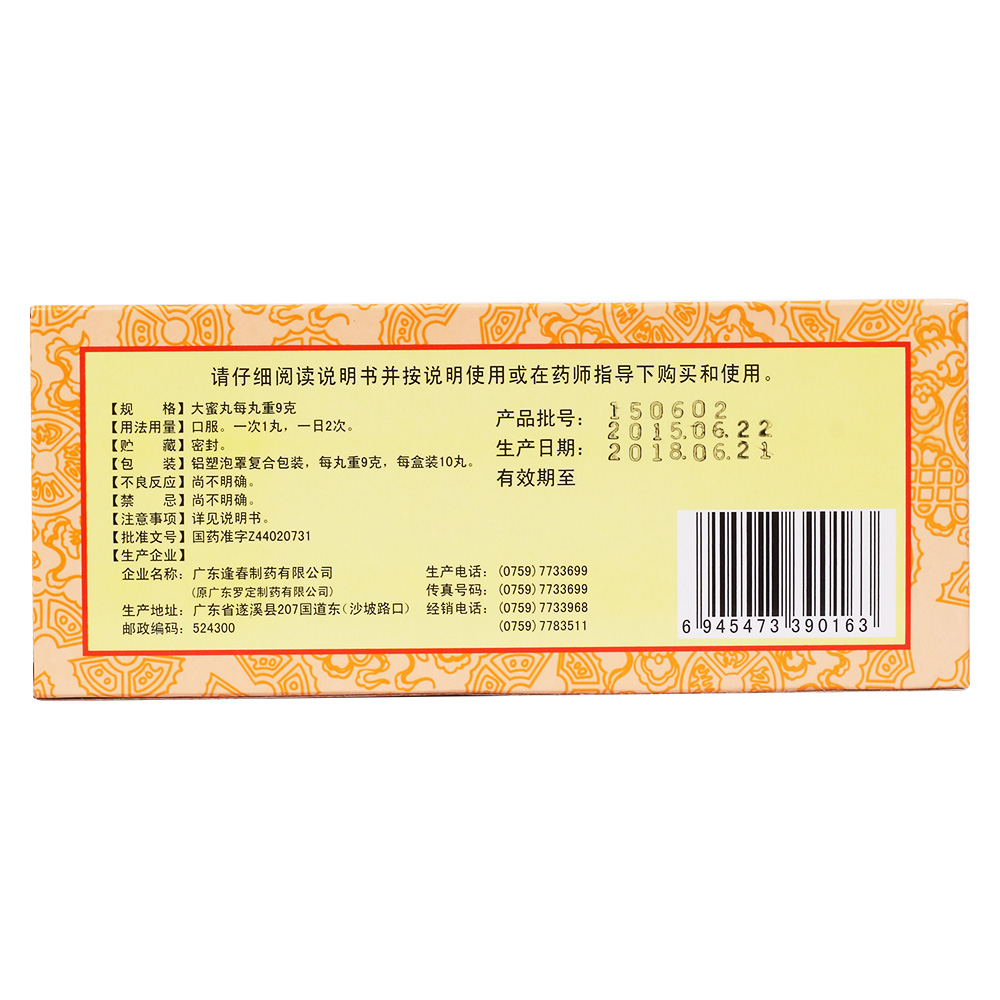 请仔细阅读说明书并按说明使用或在药师指导下购买和使用。
【规　格】大蜜丸每丸重9克
【用法用量】口服。一次1丸，一日2次。
【贮　藏】密封。
【包　装】铝塑泡罩复合包装，每丸重9克，每盒装10丸。
【不良反应】尚不明确。
【禁　忌】尚不明确。
【注意事项】详见说明书。
【批准文号】国药准字Z44020731
【生产企业】
企业名称：广东逢春制药有限公司
(原广东罗定制药有限公司)
生产地址：广东省遂溪县207国道东(沙坡路口)
邮政编码：524300
产品批号：150602
生产日期：2015.06.22
有效期至 2018.06.21
生产电话：(0759)7733699
传真号码：(0759)7733699
经销电话：(0759)7733968
(0759)7783511
6 945473 390163